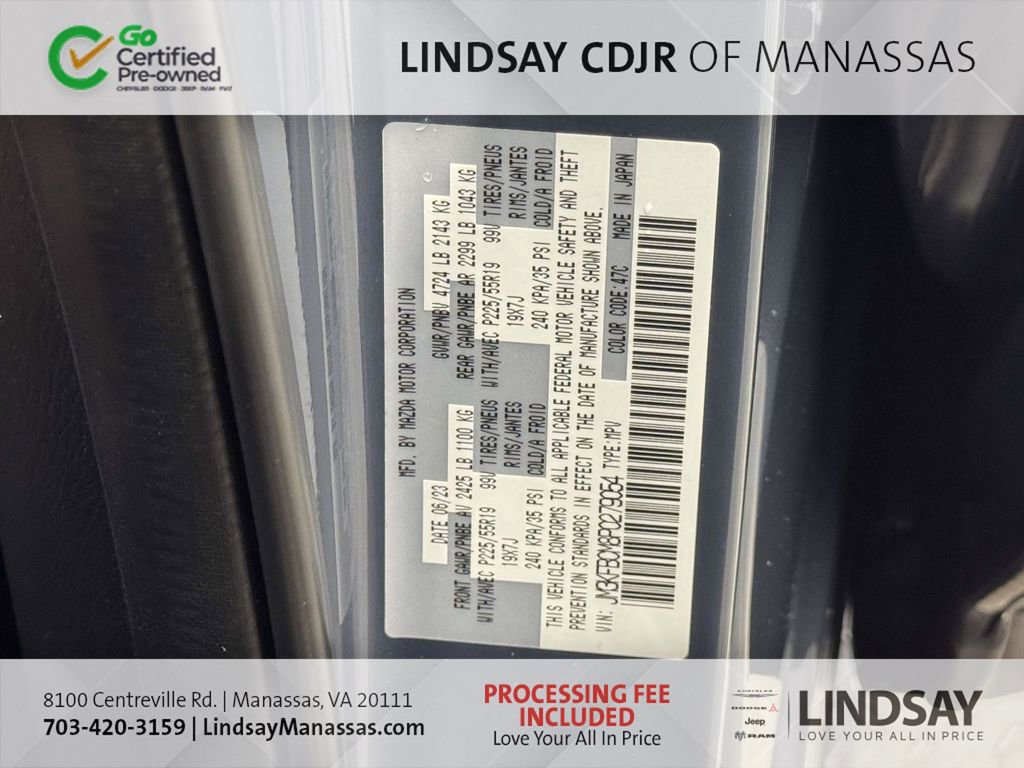 Go
Certified
Pre-owned
CHRYSLER · DODGE · JEEP · RAM · FIAT
LINDSAY CDJR OF MANASSAS
MFD. BY MAZDA MOTOR CORPORATION
DATE 06/23
GVWR/PNBV 4724 LB 2143 KG
FRONT GAWR/PNBE AV 2425 LB 1100 KG
REAR GAWR/PNBE AR 2299 LB 1043 KG
WITH/AVEC P225/55R19 99V TIRES/PNEUS
WITH/AVEC P225/55R19 99V TIRES/PNEUS
19X7J RIMS/JANTES
19X7J RIMS/JANTES
240 KPA/35 PSI COLD/A FROID
240 KPA/35 PSI COLD/A FROID
THIS VEHICLE CONFORMS TO ALL APPLICABLE FEDERAL MOTOR VEHICLE SAFETY AND THEFT
PREVENTION STANDARDS IN EFFECT ON THE DATE OF MANUFACTURE SHOWN ABOVE.
VIN: JM3KFBCM8P0279054 TYPE:MPV
COLOR CODE:47C MADE IN JAPAN
8100 Centreville Rd. | Manassas, VA 20111
703-420-3159 | LindsayManassas.com
PROCESSING FEE
INCLUDED
Love Your All In Price
CHRYSLER
DODGE
Jeep
RAM
LINDSAY
LOVE YOUR ALL IN PRICE